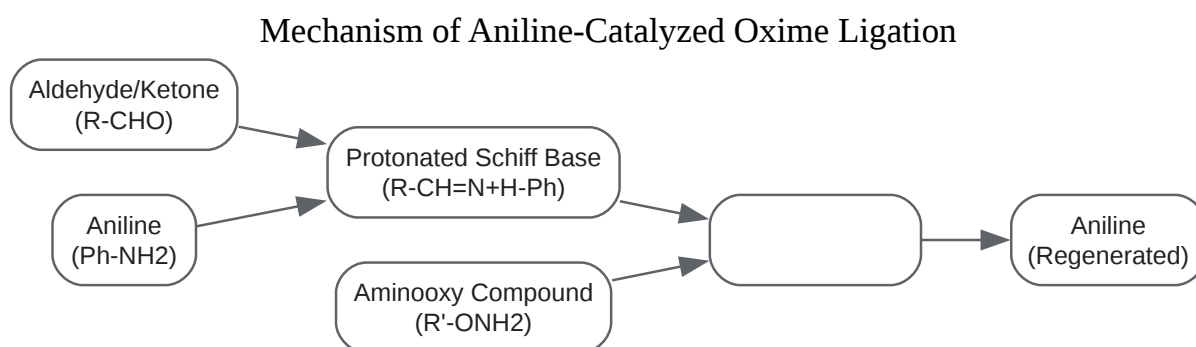 Mechanism of Aniline-Catalyzed Oxime Ligation
Aldehyde/Ketone
(R-CHO)
Aniline
(Ph-NH2)
Protonated Schiff Base
(R-CH=N+H-Ph)
Aminooxy Compound
(R'-ONH2)
Aniline
(Regenerated)